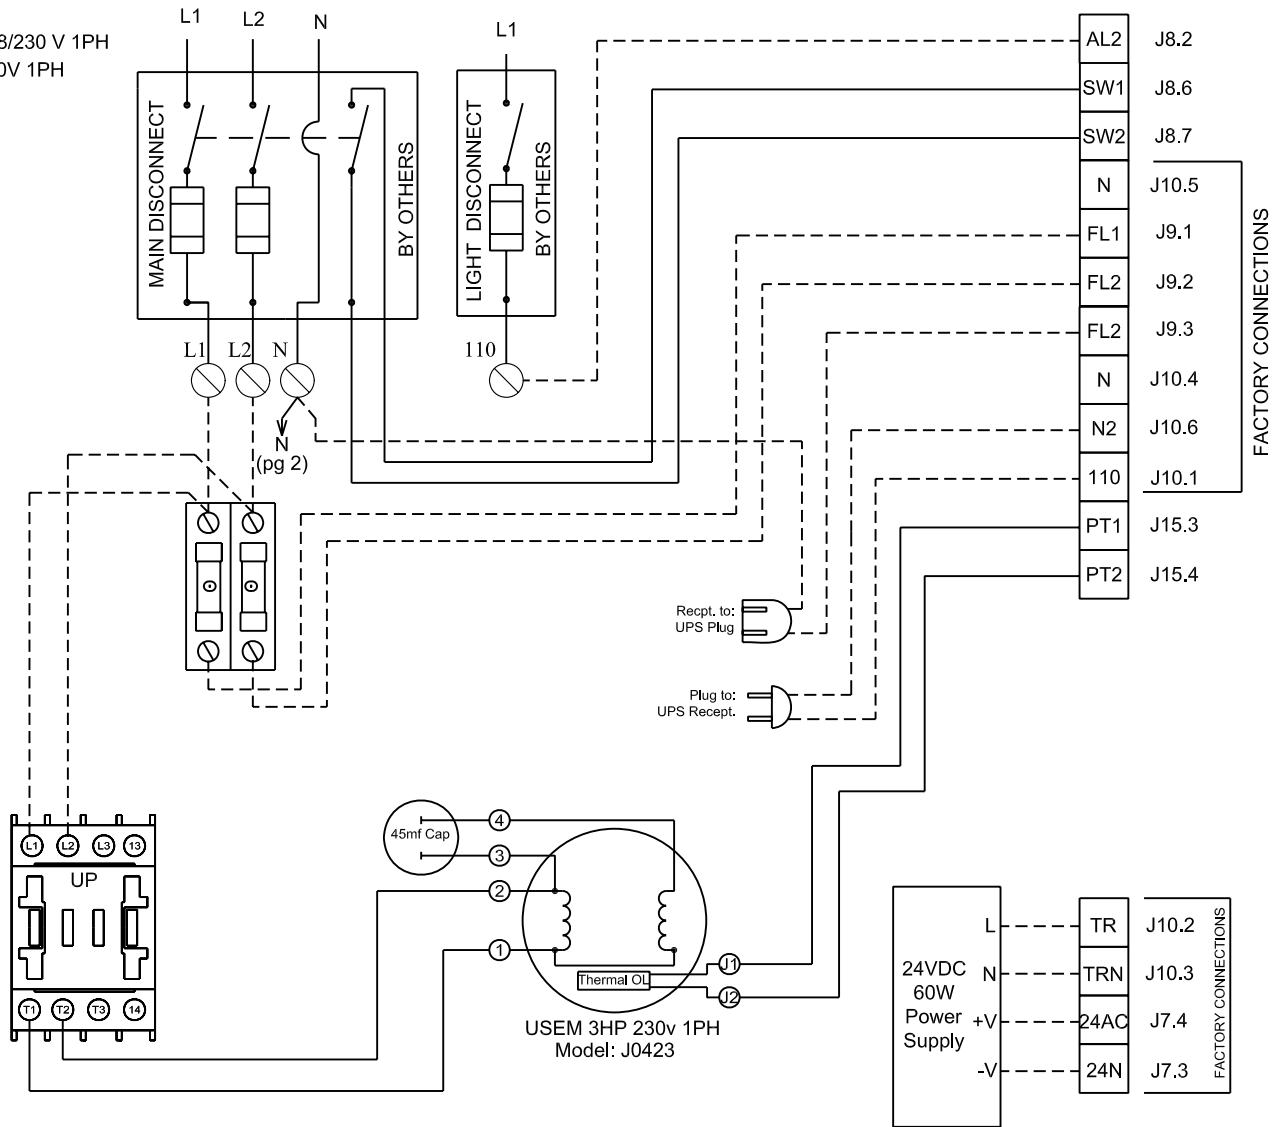 8/230 V 1PH
0V 1PH
L1
L2
N
L1
MAIN DISCONNECT
BY OTHERS
LIGHT DISCONNECT
BY OTHERS
L1
L2
N
110
N
(pg 2)
AL2 J8.2
SW1 J8.6
SW2 J8.7
N J10.5
FL1 J9.1
FL2 J9.2
FL2 J9.3
N J10.4
N2 J10.6
110 J10.1
PT1 J15.3
PT2 J15.4
FACTORY CONNECTIONS
Recpt. to:
UPS Plug
Plug to:
UPS Recept.
L1 L2 L3 13
UP
T1 T2 T3 14
45mf Cap
4
3
2
1
Thermal OL
J1
J2
USEM 3HP 230v 1PH
Model: J0423
24VDC
60W
Power
Supply
L
N
+V
-V
TR J10.2
TRN J10.3
24AC J7.4
24N J7.3
FACTORY CONNECTIONS